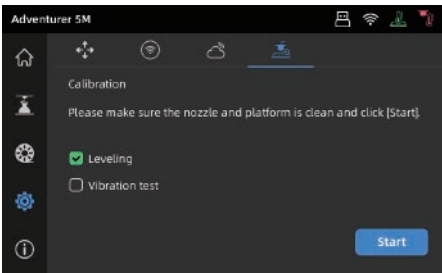 Adventurer 5M
Calibration
Please make sure the nozzle and platform is clean and click [Start].
Leveling
Vibration test
Start